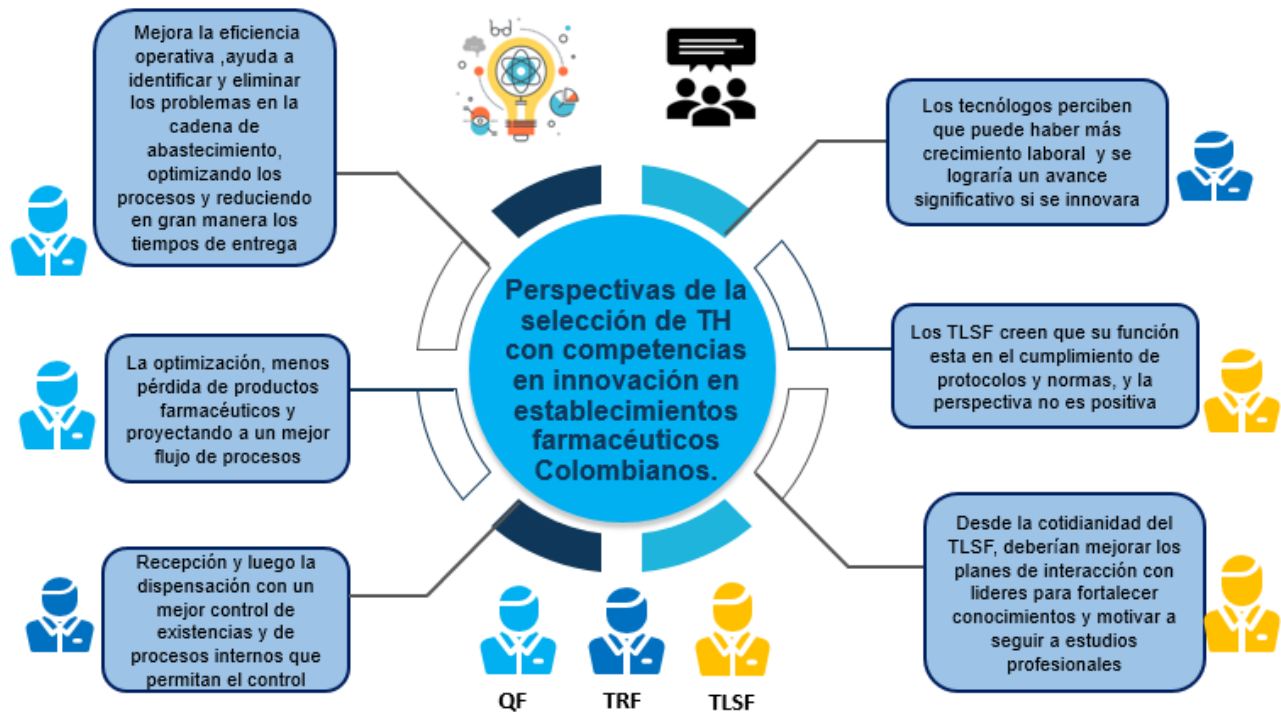 Mejora la eficiencia
operativa ,ayuda a
identificar y eliminar
los problemas en la
cadena de
abastecimiento,
optimizando los
procesos y reduciendo
en gran manera los
tiempos de entrega
La optimización, menos
pérdida de productos
farmacéuticos y
proyectando a un mejor
flujo de procesos
Recepción y luego la
dispensación con un
mejor control de
existencias y de
procesos internos que
permitan el control
Perspectivas de la
selección de TH
con competencias
en innovación en
establecimientos
farmacéuticos
Colombianos.
Los tecnólogos perciben
que puede haber más
crecimiento laboral y se
lograría un avance
significativo si se innovara
Los TLSF creen que su función
esta en el cumplimiento de
protocolos y normas, y la
perspectiva no es positiva
Desde la cotidianidad del
TLSF, deberían mejorar los
planes de interacción con
lideres para fortalecer
conocimientos y motivar a
seguir a estudios
profesionales
QF
TRF
TLSF